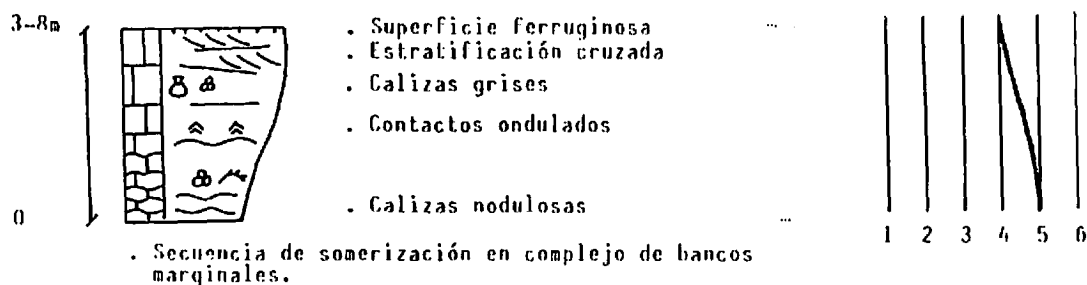 3-8m
. Superficie ferruginosa ...
. Estratificación cruzada
. Calizas grises
. Contactos ondulados
. Calizas nodulosas ...
0
1 2 3 4 5 6
. Secuencia de somerización en complejo de bancos
marginales.